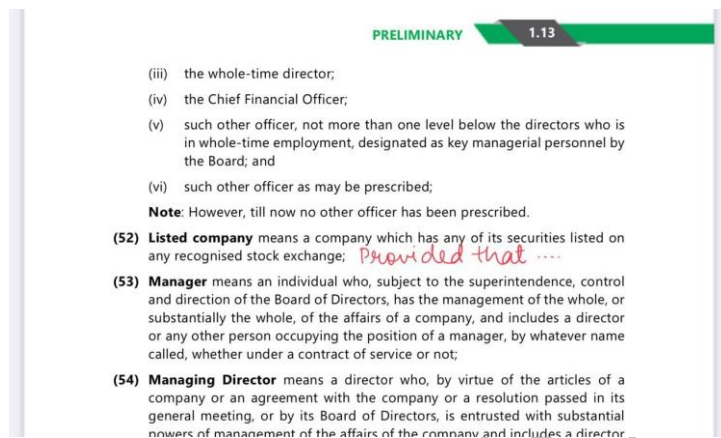 PRELIMINARY 1.13
(iii) the whole-time director;
(iv) the Chief Financial Officer;
(v) such other officer, not more than one level below the directors who is
in whole-time employment, designated as key managerial personnel by
the Board; and
(vi) such other officer as may be prescribed;
Note: However, till now no other officer has been prescribed.
(52) Listed company means a company which has any of its securities listed on
any recognised stock exchange; Provided that ....
(53) Manager means an individual who, subject to the superintendence, control
and direction of the Board of Directors, has the management of the whole, or
substantially the whole, of the affairs of a company, and includes a director
or any other person occupying the position of a manager, by whatever name
called, whether under a contract of service or not;
(54) Managing Director means a director who, by virtue of the articles of a
company or an agreement with the company or a resolution passed in its
general meeting, or by its Board of Directors, is entrusted with substantial
powers of management of the affairs of the company and includes a director